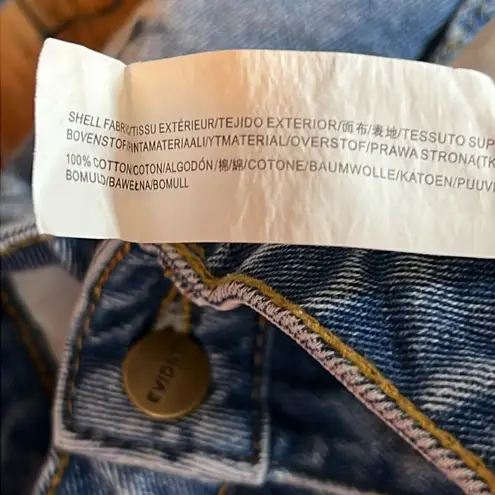 SHELL FABRIC/TISSU EXTÉRIEUR/TEJIDO EXTERIOR/面布/表地/TESSUTO SUP
BOVENSTOF/PINTAMATERIAALI/YTMATERIAL/OVERSTOF/PRAWA STRONA(TK
100% COTTON/COTON/ALGODÓN/棉/綿/COTONE/BAUMWOLLE/KATOEN/PUUVI
BOMULD/BAWEŁNA/BOMULL